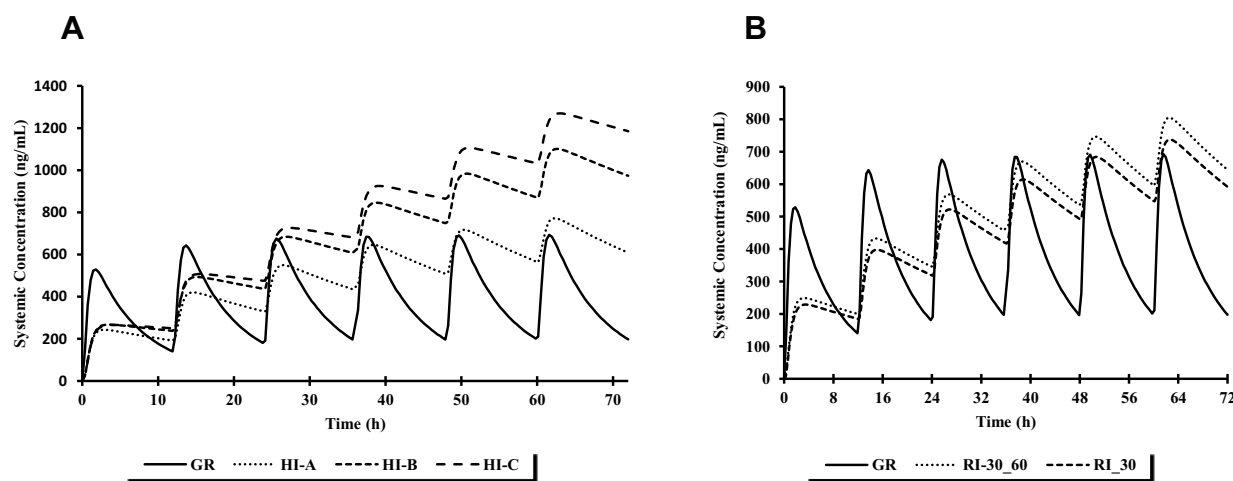 A
Systemic Concentration (ng/mL)
1400
1200
1000
800
600
400
200
0
0 10 20 30 40 50 60 70
Time (h)
GR HI-A HI-B HI-C
B
Systemic Concentration (ng/mL)
900
800
700
600
500
400
300
200
100
0
0 8 16 24 32 40 48 56 64 72
Time (h)
GR RI-30_60 RI_30